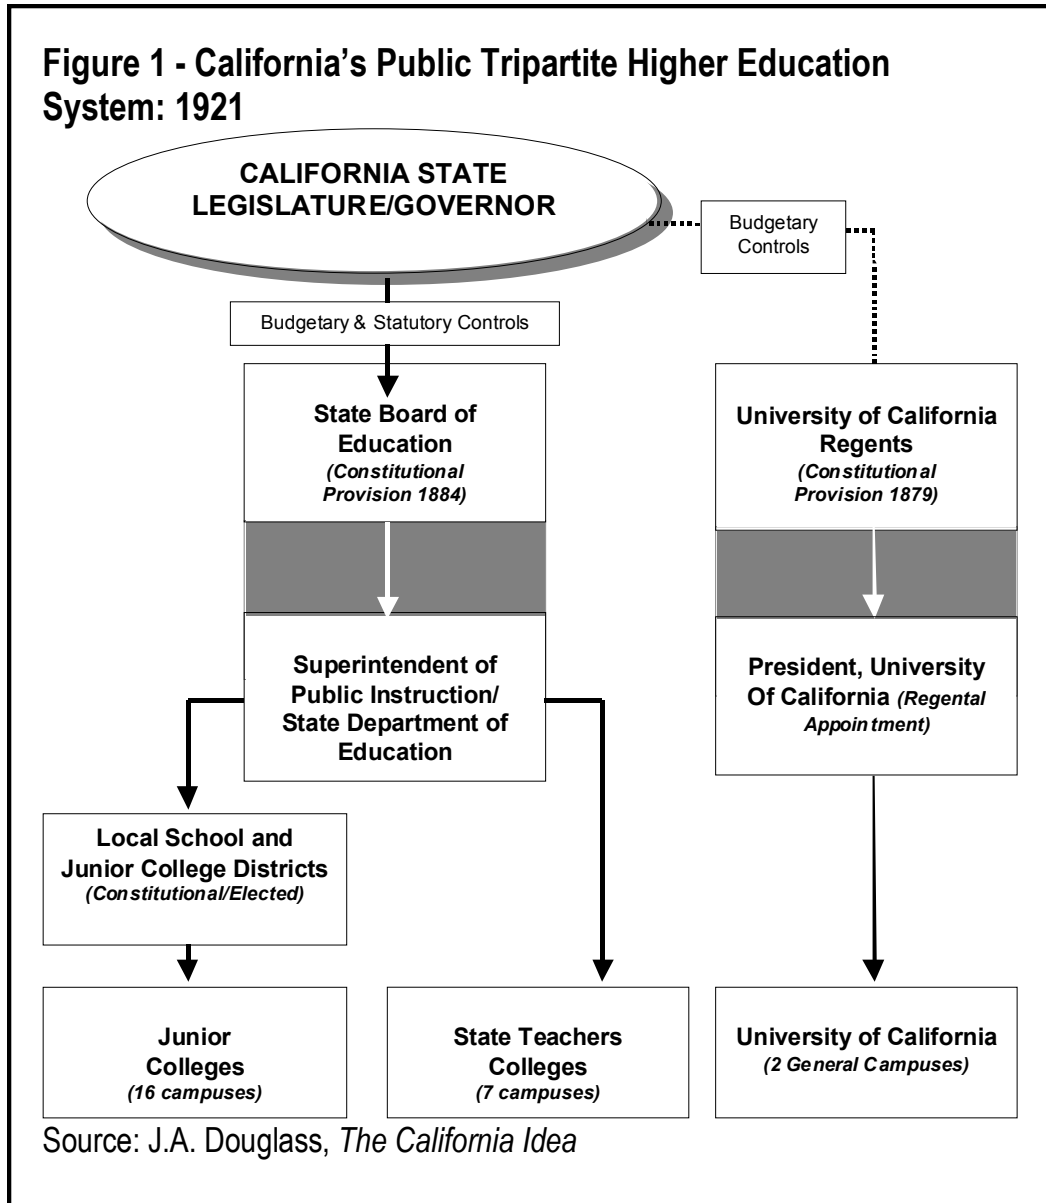 Figure 1 - California's Public Tripartite Higher Education
System: 1921
CALIFORNIA STATE
LEGISLATURE/GOVERNOR
Budgetary
Controls
Budgetary & Statutory Controls
State Board of
Education
(Constitutional
Provision 1884)
University of California
Regents
(Constitutional
Provision 1879)
Superintendent of
Public Instruction/
State Department of
Education
President, University
Of California (Regental
Appointment)
Local School and
Junior College Districts
(Constitutional/Elected)
Junior
Colleges
(16 campuses)
State Teachers
Colleges
(7 campuses)
University of California
(2 General Campuses)
Source: J.A. Douglass, The California Idea